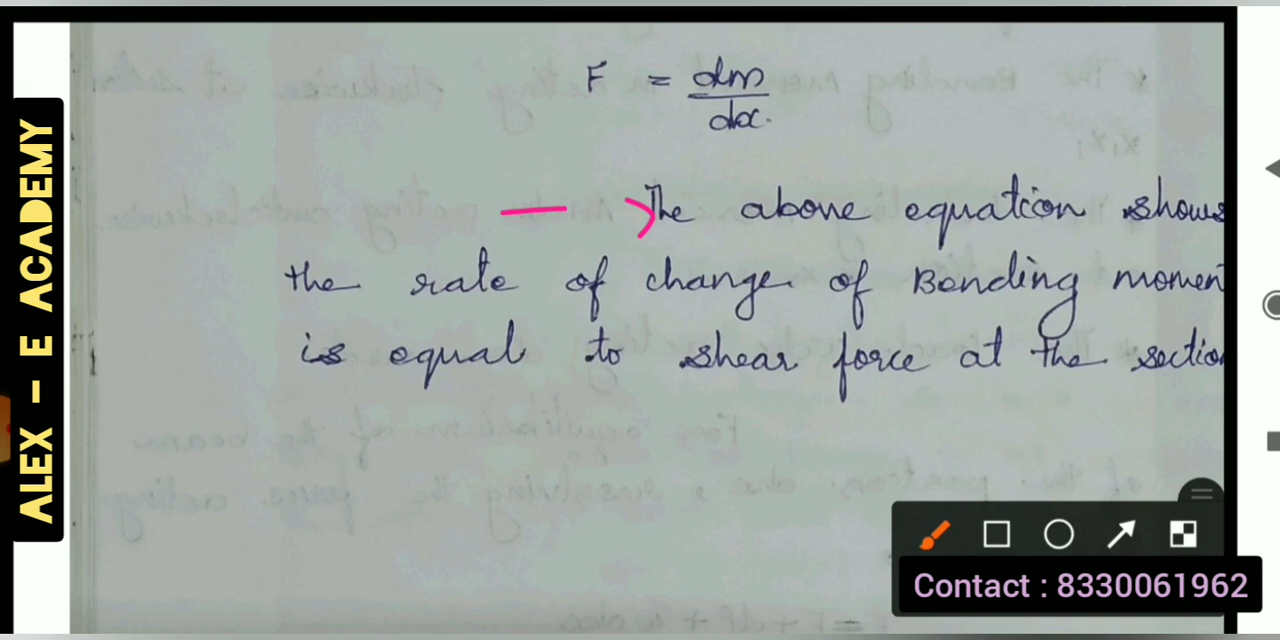 F = dm
dx.
The above equation shows
the rate of change of Bending moment
is equal to shear force at the section
ALEX - E ACADEMY
Contact : 8330061962